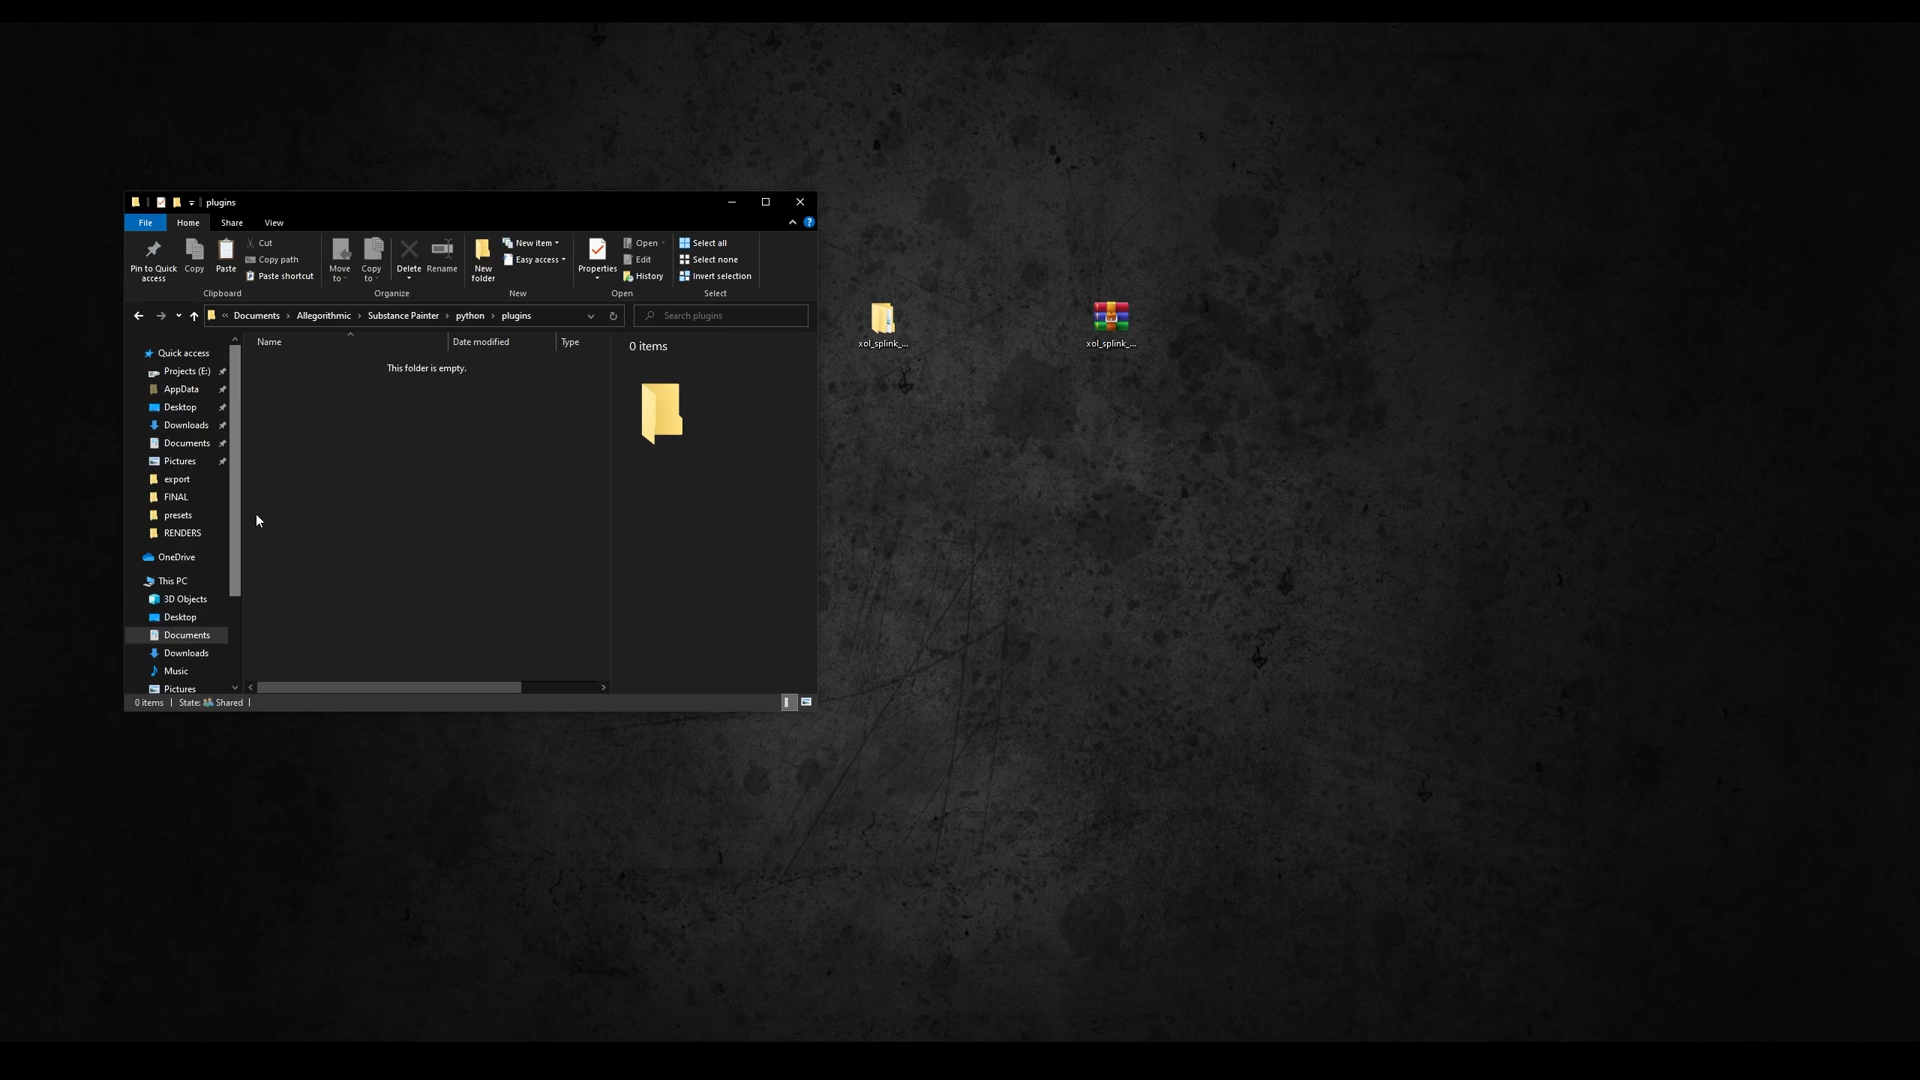 plugins
File Home Share View
Pin to Quick access
Copy
Paste
Cut
Copy path
Paste shortcut
Clipboard
Move to
Copy to
Delete
Rename
Organize
New folder
New item
Easy access
New
Properties
Open
Edit
History
Open
Select all
Select none
Invert selection
Select
« Documents › Allegorithmic › Substance Painter › python › plugins
Search plugins
Name Date modified Type
This folder is empty.
0 items
Quick access
Projects (E:)
AppData
Desktop
Downloads
Documents
Pictures
export
FINAL
presets
RENDERS
OneDrive
This PC
3D Objects
Desktop
Documents
Downloads
Music
Pictures
0 items State: Shared
xol_splink_...
xol_splink_...